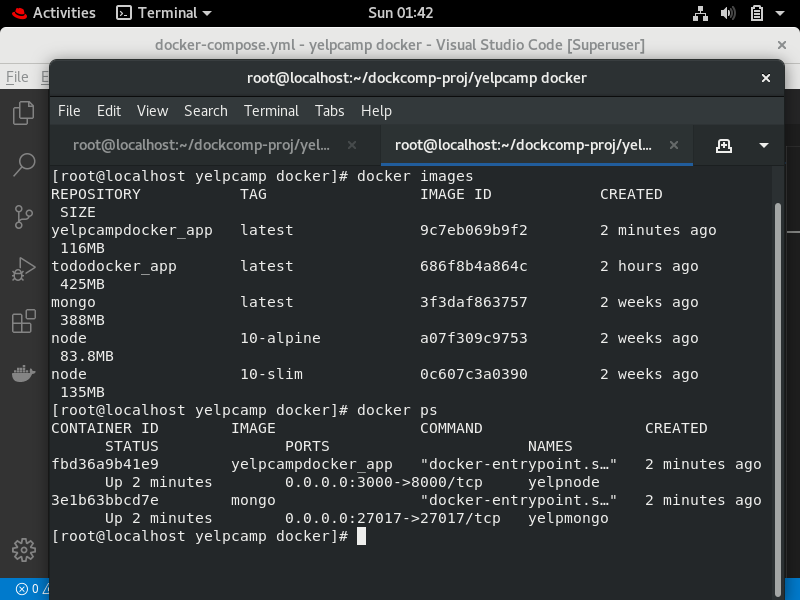 Activities Terminal Sun 01:42
docker-compose.yml - yelpcamp docker - Visual Studio Code [Superuser]
File E
root@localhost:~/dockcomp-proj/yelpcamp docker
File Edit View Search Terminal Tabs Help
root@localhost:~/dockcomp-proj/yel... root@localhost:~/dockcomp-proj/yel...
[root@localhost yelpcamp docker]# docker images
REPOSITORY TAG IMAGE ID CREATED
SIZE
yelpcampdocker_app latest 9c7eb069b9f2 2 minutes ago
116MB
tododocker_app latest 686f8b4a864c 2 hours ago
425MB
mongo latest 3f3daf863757 2 weeks ago
388MB
node 10-alpine a07f309c9753 2 weeks ago
83.8MB
node 10-slim 0c607c3a0390 2 weeks ago
135MB
[root@localhost yelpcamp docker]# docker ps
CONTAINER ID IMAGE COMMAND CREATED
STATUS PORTS NAMES
fbd36a9b41e9 yelpcampdocker_app "docker-entrypoint.s…" 2 minutes ago
Up 2 minutes 0.0.0.0:3000->8000/tcp yelpnode
3e1b63bbcd7e mongo "docker-entrypoint.s…" 2 minutes ago
Up 2 minutes 0.0.0.0:27017->27017/tcp yelpmongo
[root@localhost yelpcamp docker]#
0